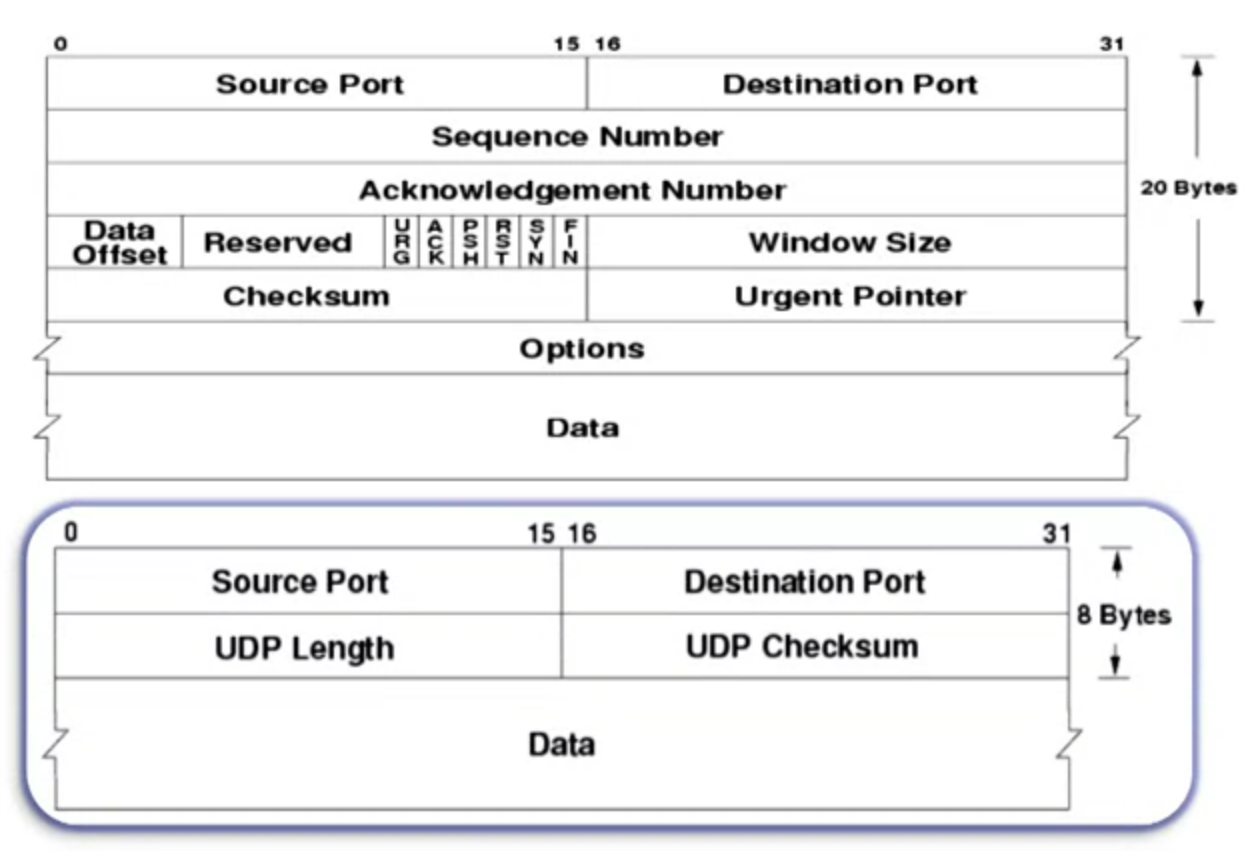 0 15 16 31
Source Port Destination Port
Sequence Number
Acknowledgement Number
20 Bytes
Data Offset Reserved URG ACK PSH RST SYN FIN Window Size
Checksum Urgent Pointer
Options
Data
0 15 16 31
Source Port Destination Port
8 Bytes
UDP Length UDP Checksum
Data